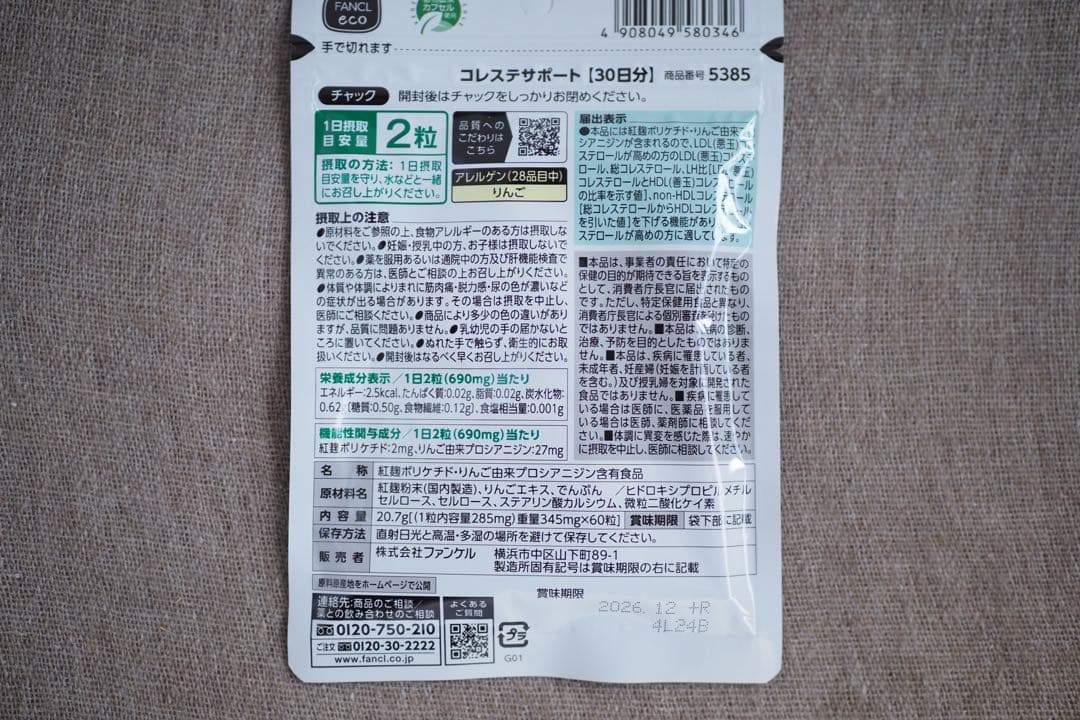 FANCL
eco
カプセル
使用
4 908049 580346
手で切れます
コレステサポート【30日分】 商品番号 5385
チャック 開封後はチャックをしっかりお閉めください。
1日摂取
目安量 2粒
摂取の方法:1日摂取
目安量を守り、水などと一緒
にお召し上がりください。
品質への
こだわりは
こちら
アレルゲン(28品目中)
りんご
届出表示
●本品には紅麹ポリケチド・りんご由来プロ
シアニジンが含まれるので、LDL(悪玉)コレ
ステロールが高めの方のLDL(悪玉)コレステ
ロール、総コレステロール、LH比[LDL(悪玉)
コレステロールとHDL(善玉)コレステロール
の比率を示す値]、non-HDLコレステロール
[総コレステロールからHDLコレステロール
を引いた値]を下げる機能があり
ステロールが高めの方に適しています。
摂取上の注意
●原材料をご参照の上、食物アレルギーのある方は摂取しな
いでください。●妊娠・授乳中の方、お子様は摂取しないで
ください。●薬を服用あるいは通院中の方及び肝機能検査で
異常のある方は、医師とご相談の上お召し上がりください。
●体質や体調によりまれに筋肉痛・脱力感・尿の色が濃いなど
の症状が出る場合があります。その場合は摂取を中止し、
医師にご相談ください。●商品により多少の色の違いがあり
ますが、品質に問題ありません。●乳幼児の手の届かないと
ころに置いてください。●ぬれた手で触らず、衛生的にお取
扱いください。●開封後はなるべく早くお召し上がりください。
■本品は、事業者の責任において特定の
保健の目的が期待できる旨を表示するもの
として、消費者庁長官に届出されたもの
です。ただし、特定保健用食品と異なり、
消費者庁長官による個別審査を受けたもの
ではありません。■本品は、疾病の診断、
治療、予防を目的としたものではありま
せん。■本品は、疾病に罹患している者、
未成年者、妊産婦(妊娠を計画している者
を含む。)及び授乳婦を対象に開発された
食品ではありません。■疾病に罹患して
いる場合は医師に、医薬品を服用して
いる場合は医師、薬剤師に相談してくださ
い。■体調に異変を感じた際は、速やか
に摂取を中止し、医師に相談してください。
栄養成分表示/1日2粒(690mg)当たり
エネルギー:2.5kcal、たんぱく質:0.02g、脂質:0.02g、炭水化物:
0.62g[糖質:0.50g、食物繊維:0.12g]、食塩相当量:0.001g
機能性関与成分/1日2粒(690mg)当たり
紅麹ポリケチド:2mg、りんご由来プロシアニジン:27mg
名称 紅麹ポリケチド・りんご由来プロシアニジン含有食品
原材料名 紅麹粉末(国内製造)、りんごエキス、でんぷん /ヒドロキシプロピルメチル
セルロース、セルロース、ステアリン酸カルシウム、微粒二酸化ケイ素
内容量 20.7g[(1粒内容量285mg)重量345mg×60粒] 賞味期限 袋下部に記載
保存方法 直射日光と高温・多湿の場所を避けて保存してください。
販売者 株式会社ファンケル 横浜市中区山下町89-1
製造所固有記号は賞味期限の右に記載
原料原産地をホームページで公開
連絡先:商品のご相談/
薬との飲み合わせのご相談
0120-750-210
ご注文 0120-30-2222
www.fancl.co.jp
よくある
ご質問
プラ
G01
賞味期限
2026.12 +R
4L24B